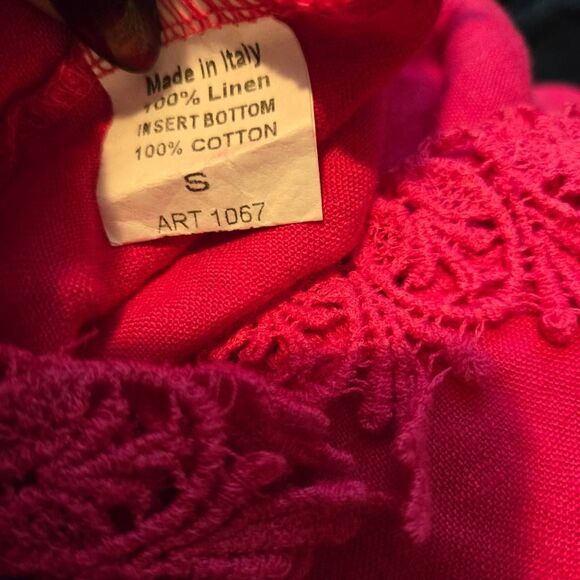 Made in Italy
100% Linen
INSERT BOTTOM
100% COTTON
S
ART 1067